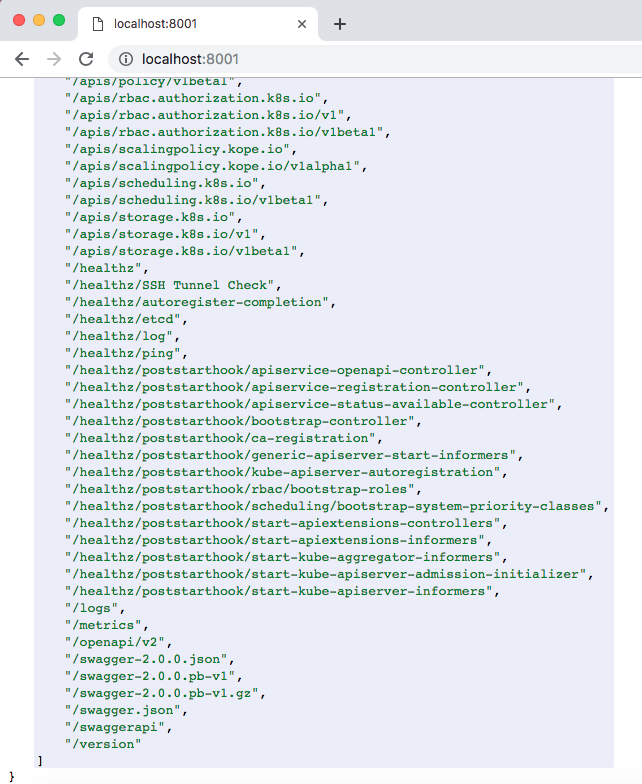 localhost:8001
localhost:8001
"/apis/policy/v1beta1",
"/apis/rbac.authorization.k8s.io",
"/apis/rbac.authorization.k8s.io/v1",
"/apis/rbac.authorization.k8s.io/v1beta1",
"/apis/scalingpolicy.kope.io",
"/apis/scalingpolicy.kope.io/v1alpha1",
"/apis/scheduling.k8s.io",
"/apis/scheduling.k8s.io/v1beta1",
"/apis/storage.k8s.io",
"/apis/storage.k8s.io/v1",
"/apis/storage.k8s.io/v1beta1",
"/healthz",
"/healthz/SSH Tunnel Check",
"/healthz/autoregister-completion",
"/healthz/etcd",
"/healthz/log",
"/healthz/ping",
"/healthz/poststarthook/apiservice-openapi-controller",
"/healthz/poststarthook/apiservice-registration-controller",
"/healthz/poststarthook/apiservice-status-available-controller",
"/healthz/poststarthook/bootstrap-controller",
"/healthz/poststarthook/ca-registration",
"/healthz/poststarthook/generic-apiserver-start-informers",
"/healthz/poststarthook/kube-apiserver-autoregistration",
"/healthz/poststarthook/rbac/bootstrap-roles",
"/healthz/poststarthook/scheduling/bootstrap-system-priority-classes",
"/healthz/poststarthook/start-apiextensions-controllers",
"/healthz/poststarthook/start-apiextensions-informers",
"/healthz/poststarthook/start-kube-aggregator-informers",
"/healthz/poststarthook/start-kube-apiserver-admission-initializer",
"/healthz/poststarthook/start-kube-apiserver-informers",
"/logs",
"/metrics",
"/openapi/v2",
"/swagger-2.0.0.json",
"/swagger-2.0.0.pb-v1",
"/swagger-2.0.0.pb-v1.gz",
"/swagger.json",
"/swaggerapi",
"/version"
]
}